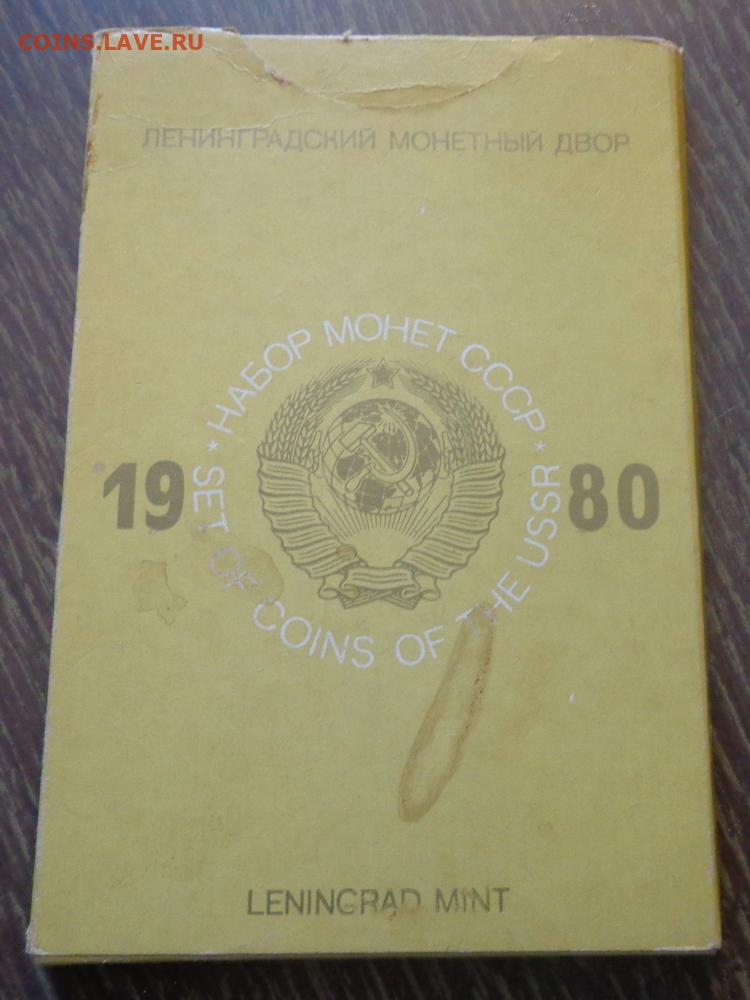 COINS.LAVE.RU
ЛЕНИНГРАДСКИЙ МОНЕТНЫЙ ДВОР
* НАБОР МОНЕТ СССР *
19 80
SET OF COINS OF THE USSR
LENINGRAD MINT